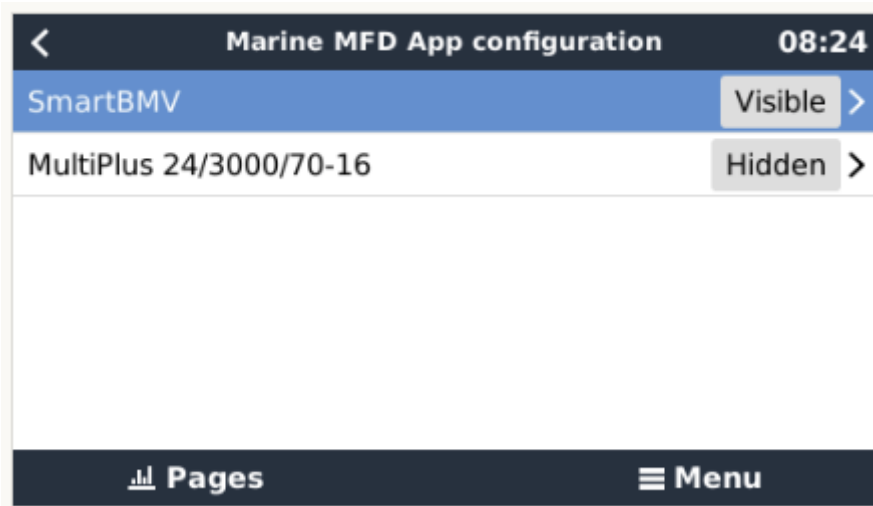 Marine MFD App configuration 08:24
SmartBMV Visible
MultiPlus 24/3000/70-16 Hidden
Pages Menu